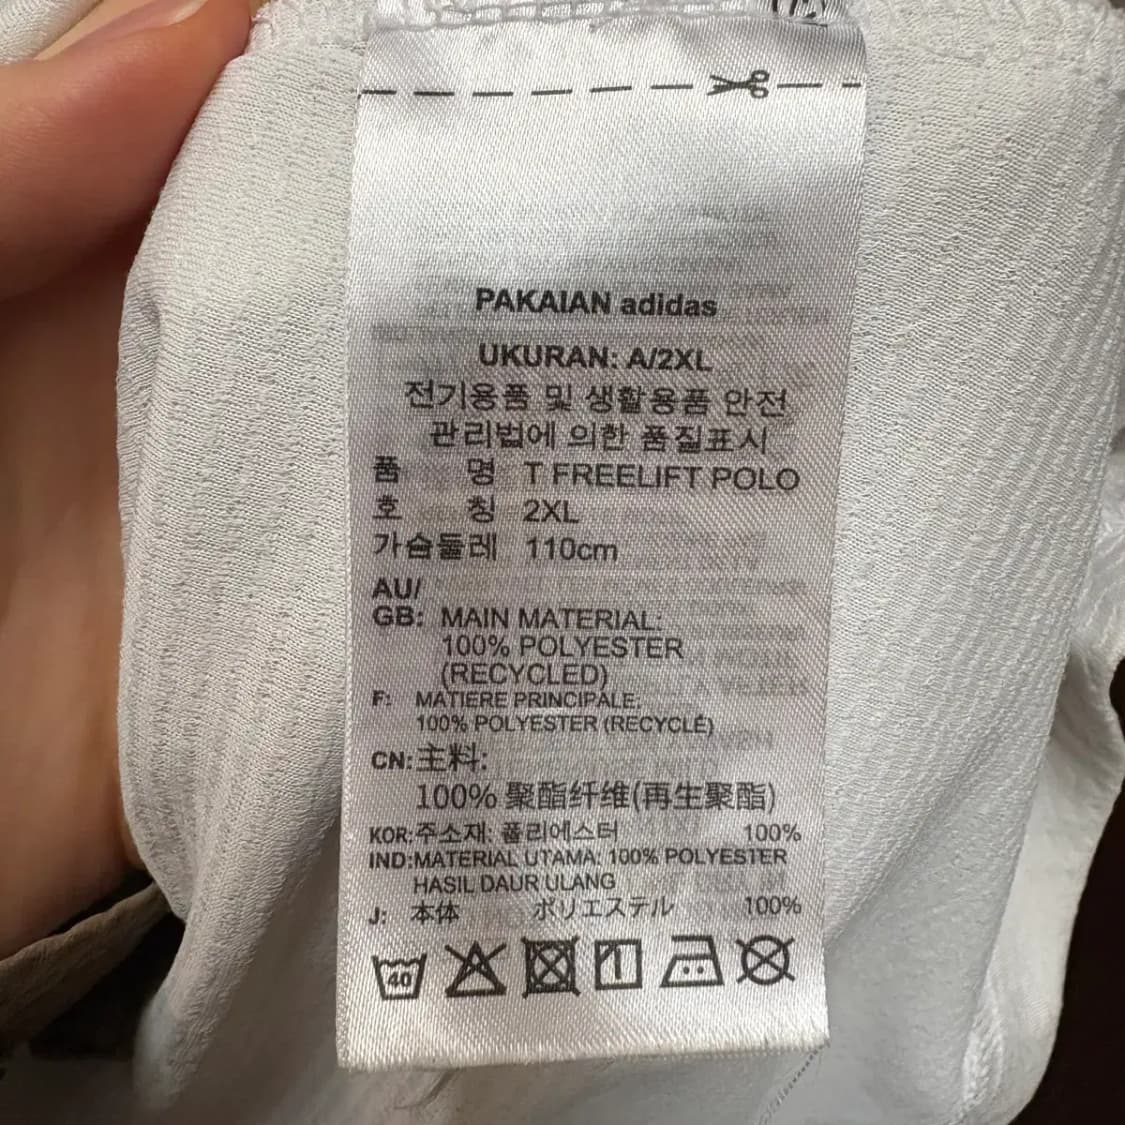 PAKAIAN adidas
UKURAN: A/2XL
전기용품 및 생활용품 안전
관리법에 의한 품질표시
품 명 T FREELIFT POLO
호 칭 2XL
가슴둘레 110cm
AU/
GB: MAIN MATERIAL:
100% POLYESTER
(RECYCLED)
F: MATIERE PRINCIPALE:
100% POLYESTER (RECYCLÉ)
CN: 主料:
100% 聚酯纤维(再生聚酯)
KOR: 주소재: 폴리에스터 100%
IND: MATERIAL UTAMA: 100% POLYESTER
HASIL DAUR ULANG
J: 本体 ポリエステル 100%
40